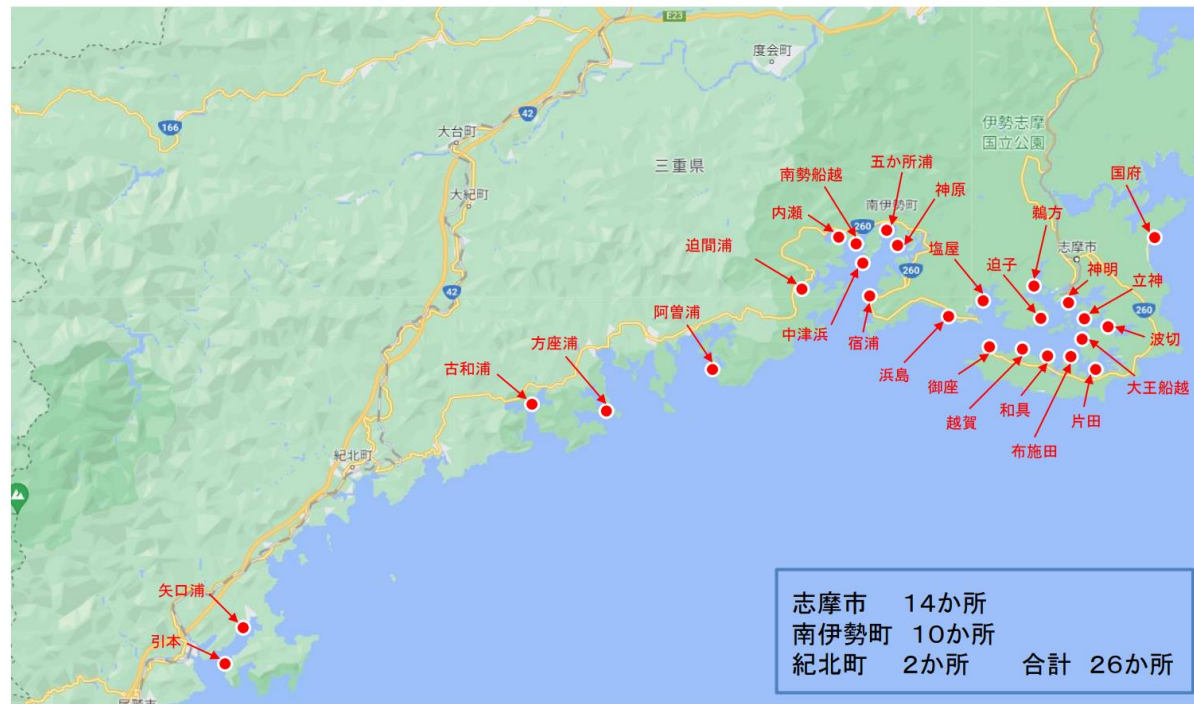 E23
度会町
42
166
大台町
伊勢志摩
国立公園
三重県
五か所浦
南勢船越
国府
大紀町
南伊勢町
神原
鵜方
内瀬
260
塩屋
志摩市
迫間浦
迫子
神明
立神
260
42
260
阿曽浦
中津浜
宿浦
波切
方座浦
浜島
御座
大王船越
古和浦
越賀
和具
片田
布施田
紀北町
矢口浦
引本
尾鷲市
志摩市 14か所
南伊勢町 10か所
紀北町 2か所 合計 26か所